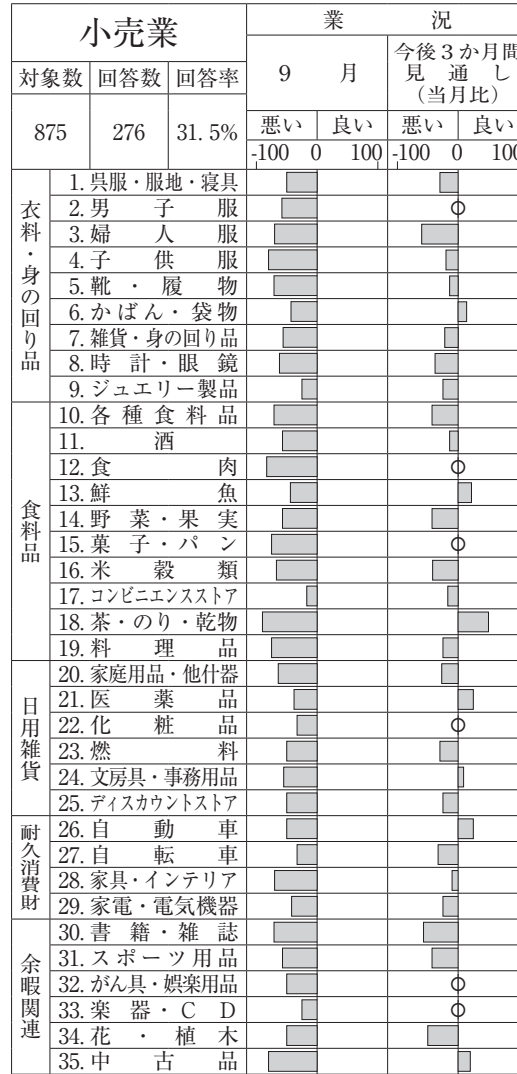 小売業
対象数 回答数 回答率
875 276 31.5%
業況
9月
今後3か月間
見通し
(当月比)
悪い 良い 悪い 良い
-100 0 100 -100 0 100
衣料・身の回り品
1. 呉服・服地・寝具
2. 男子服
3. 婦人服
4. 子供服
5. 靴・履物
6. かばん・袋物
7. 雑貨・身の回り品
8. 時計・眼鏡
9. ジュエリー製品
食料品
10. 各種食料品
11. 酒
12. 食肉
13. 鮮魚
14. 野菜・果実
15. 菓子・パン
16. 米穀類
17. コンビニエンスストア
18. 茶・のり・乾物
19. 料理品
日用雑貨
20. 家庭用品・他什器
21. 医薬品
22. 化粧品
23. 燃料
24. 文房具・事務用品
25. ディスカウントストア
耐久消費財
26. 自動車
27. 自転車
28. 家具・インテリア
29. 家電・電気機器
余暇関連
30. 書籍・雑誌
31. スポーツ用品
32. がん具・娯楽用品
33. 楽器・CD
34. 花・植木
35. 中古品